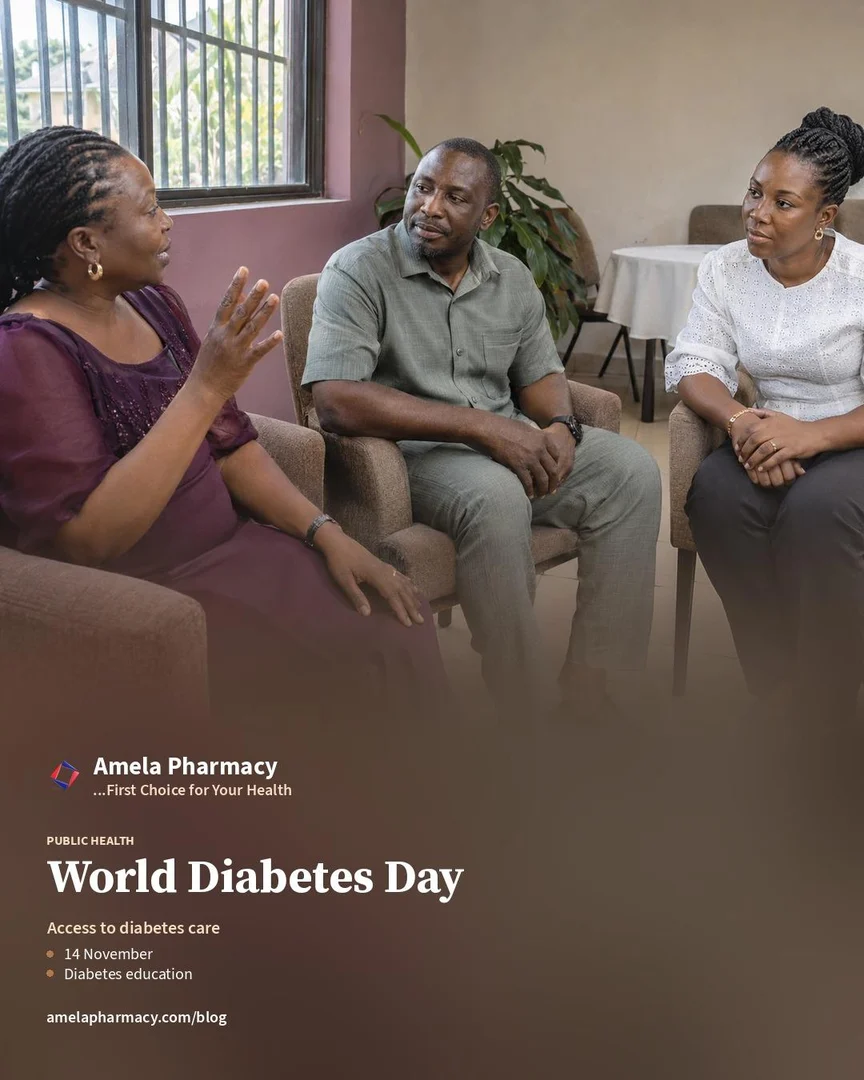 Amela Pharmacy
...First Choice for Your Health
PUBLIC HEALTH
World Diabetes Day
Access to diabetes care
14 November
Diabetes education
amelapharmacy.com/blog